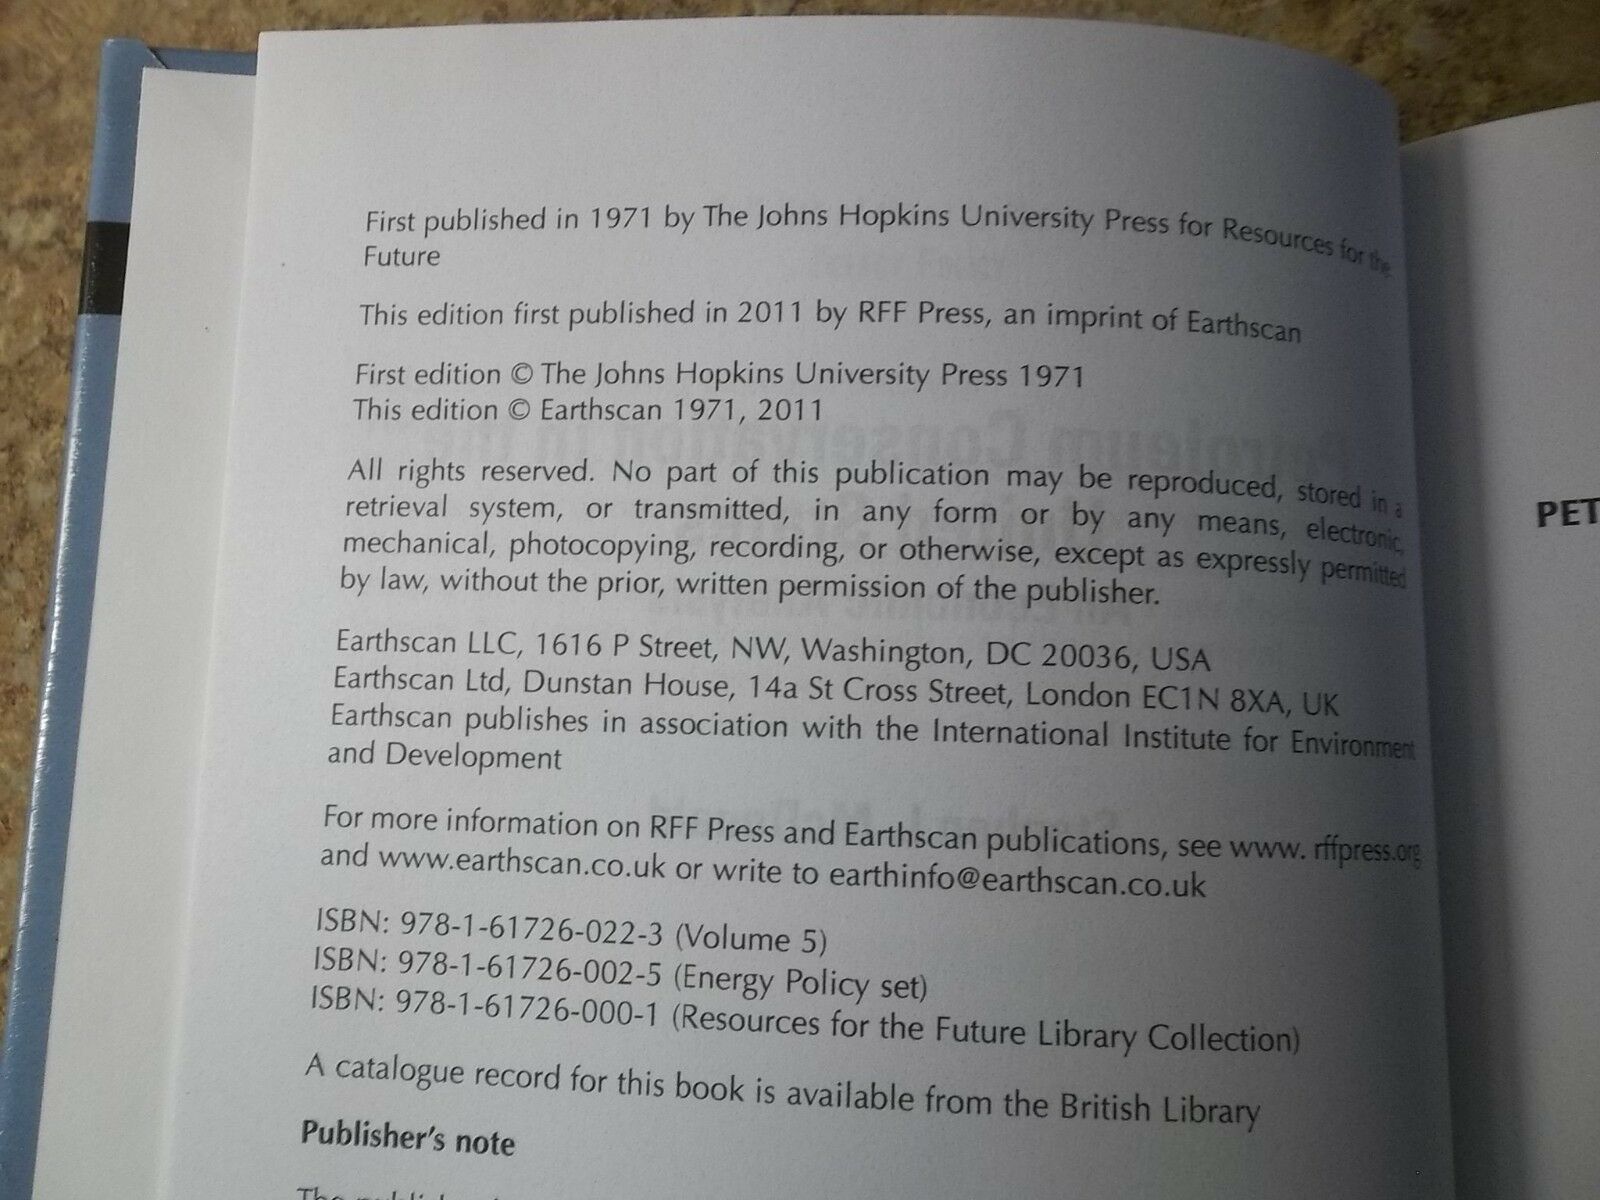 First published in 1971 by The Johns Hopkins University Press for Resources for the
Future
This edition first published in 2011 by RFF Press, an imprint of Earthscan
First edition © The Johns Hopkins University Press 1971
This edition © Earthscan 1971, 2011
All rights reserved. No part of this publication may be reproduced, stored in a
retrieval system, or transmitted, in any form or by any means, electronic,
mechanical, photocopying, recording, or otherwise, except as expressly permitted
by law, without the prior, written permission of the publisher.
Earthscan LLC, 1616 P Street, NW, Washington, DC 20036, USA
Earthscan Ltd, Dunstan House, 14a St Cross Street, London EC1N 8XA, UK
Earthscan publishes in association with the International Institute for Environment
and Development
For more information on RFF Press and Earthscan publications, see www. rffpress.org
and www.earthscan.co.uk or write to earthinfo@earthscan.co.uk
ISBN: 978-1-61726-022-3 (Volume 5)
ISBN: 978-1-61726-002-5 (Energy Policy set)
ISBN: 978-1-61726-000-1 (Resources for the Future Library Collection)
A catalogue record for this book is available from the British Library
Publisher's note
PET